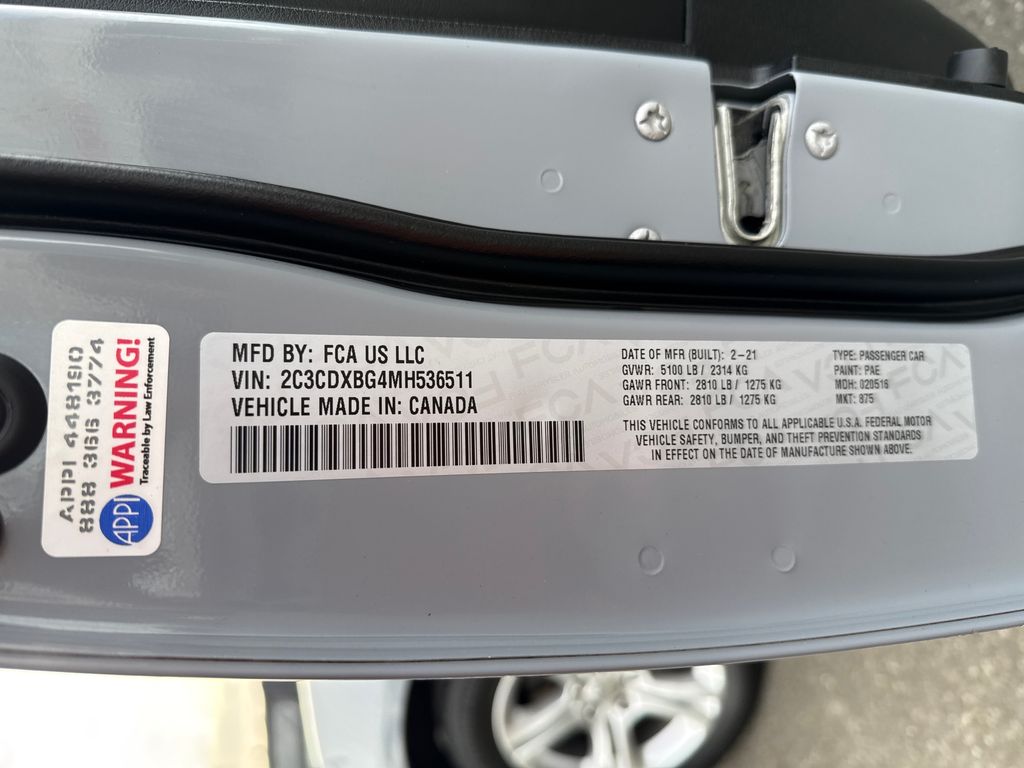 APPI 448190
888 366 3774
APPI WARNING!
Traceable by Law Enforcement
MFD BY: FCA US LLC
VIN: 2C3CDXBG4MH536511
VEHICLE MADE IN: CANADA
DATE OF MFR (BUILT): 2-21
GVWR: 5100 LB / 2314 KG
GAWR FRONT: 2810 LB / 1275 KG
GAWR REAR: 2810 LB / 1275 KG
TYPE: PASSENGER CAR
PAINT: PAE
MDH: 020516
MKT: 875
THIS VEHICLE CONFORMS TO ALL APPLICABLE U.S.A. FEDERAL MOTOR
VEHICLE SAFETY, BUMPER, AND THEFT PREVENTION STANDARDS
IN EFFECT ON THE DATE OF MANUFACTURE SHOWN ABOVE.